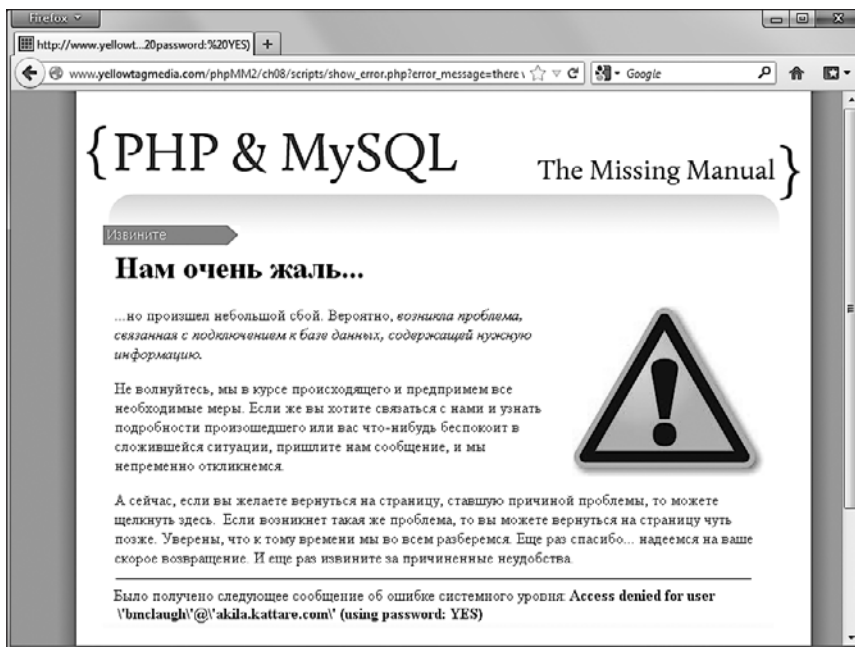 Firefox
http://www.yellowt...20password:%20YES)
+
www.yellowtagmedia.com/phpMM2/ch08/scripts/show_error.php?error_message=there
Google
{PHP & MySQL
The Missing Manual}
Извините
Нам очень жаль...
...но произшел небольшой сбой. Вероятно, возникла проблема,
связанная с подключением к базе данных, содержащей нужную
информацию.
Не волнуйтесь, мы в курсе происходящего и предпримем все
необходимые меры. Если же вы хотите связаться с нами и узнать
подробности произошедшего или вас что-нибудь беспокоит в
сложившейся ситуации, пришлите нам сообщение, и мы
непременно откликнемся.
А сейчас, если вы желаете вернуться на страницу, ставшую причиной проблемы, то можете
щелкнуть здесь. Если возникнет такая же проблема, то вы можете вернуться на страницу чуть
позже. Уверены, что к тому времени мы во всем разберемся. Еще раз спасибо... надеемся на ваше
скорое возвращение. И еще раз извините за причиненные неудобства.
Было получено следующее сообщение об ошибке системного уровня: Access denied for user
\'bmclaugh\'@\'akila.kattare.com\' (using password: YES)